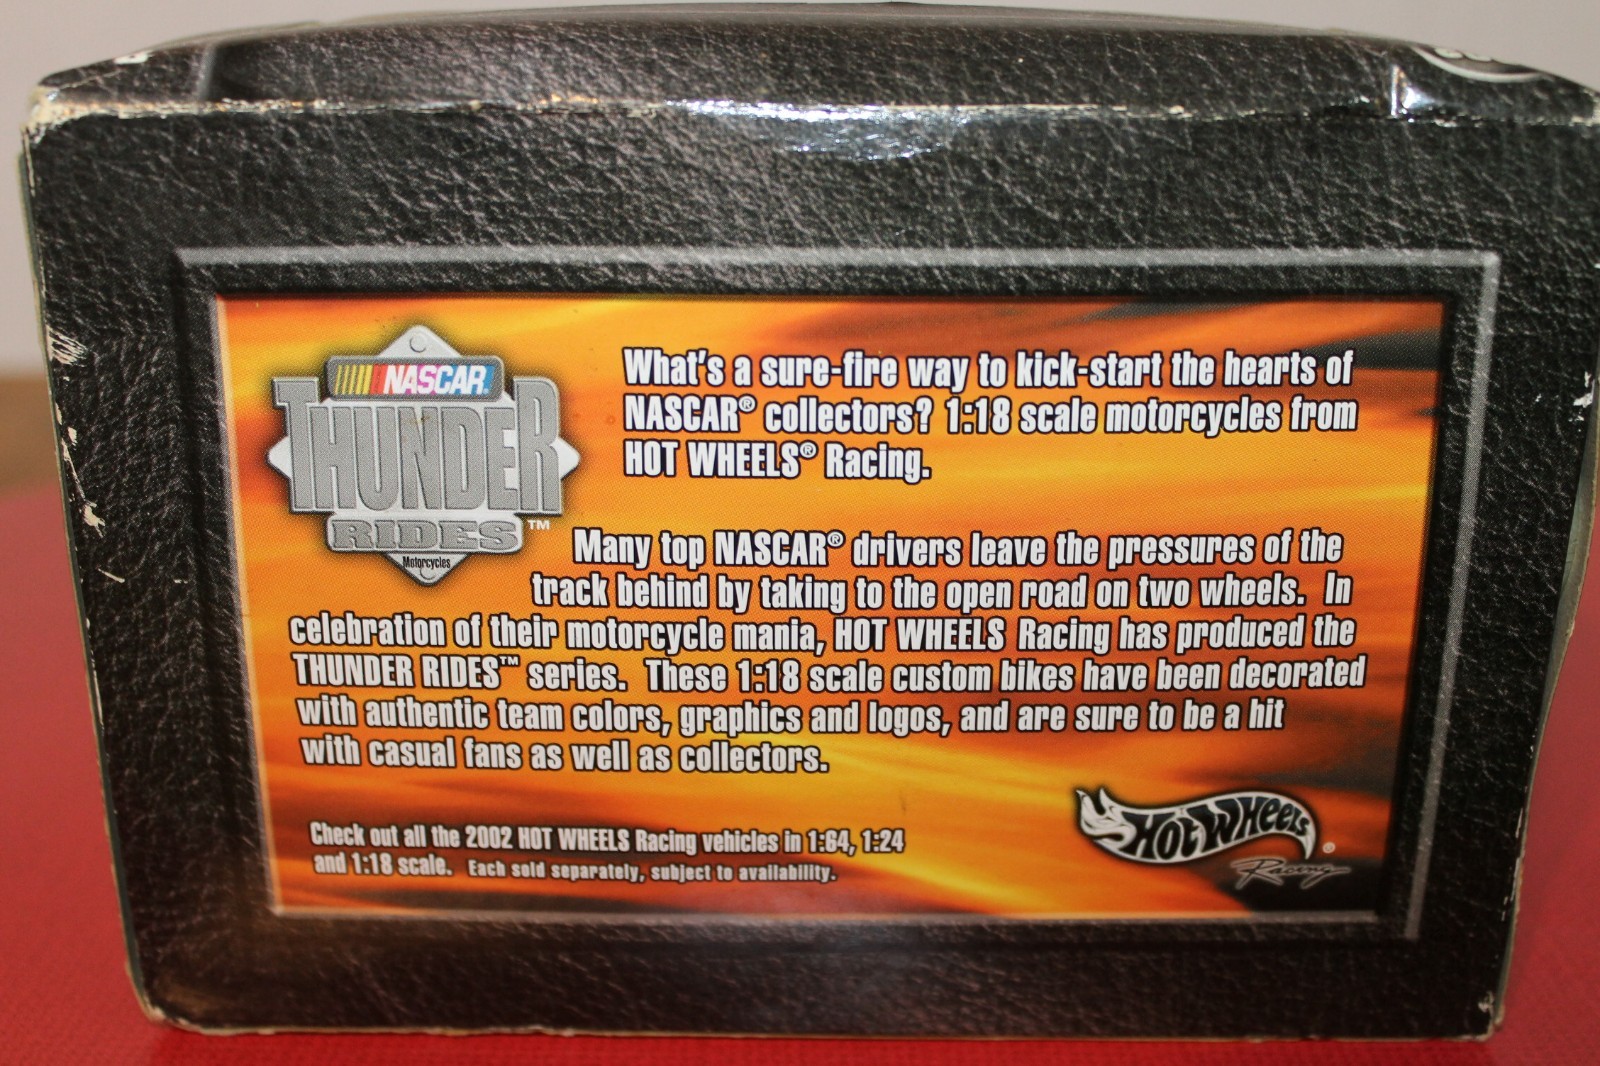 NASCAR®
THUNDER
RIDES™
Motorcycles
What's a sure-fire way to kick-start the hearts of
NASCAR® collectors? 1:18 scale motorcycles from
HOT WHEELS® Racing.
Many top NASCAR® drivers leave the pressures of the
track behind by taking to the open road on two wheels. In
celebration of their motorcycle mania, HOT WHEELS Racing has produced the
THUNDER RIDES™ series. These 1:18 scale custom bikes have been decorated
with authentic team colors, graphics and logos, and are sure to be a hit
with casual fans as well as collectors.
Check out all the 2002 HOT WHEELS Racing vehicles in 1:64, 1:24
and 1:18 scale. Each sold separately, subject to availability.
Hot Wheels®
Racing